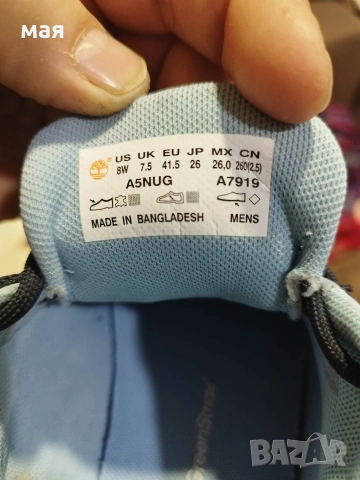 мая
US UK EU JP MX CN
8W 7.5 41.5 26 26,0 260(2,5)
A5NUG A7919
MADE IN BANGLADESH MENS
BAZAR
bg